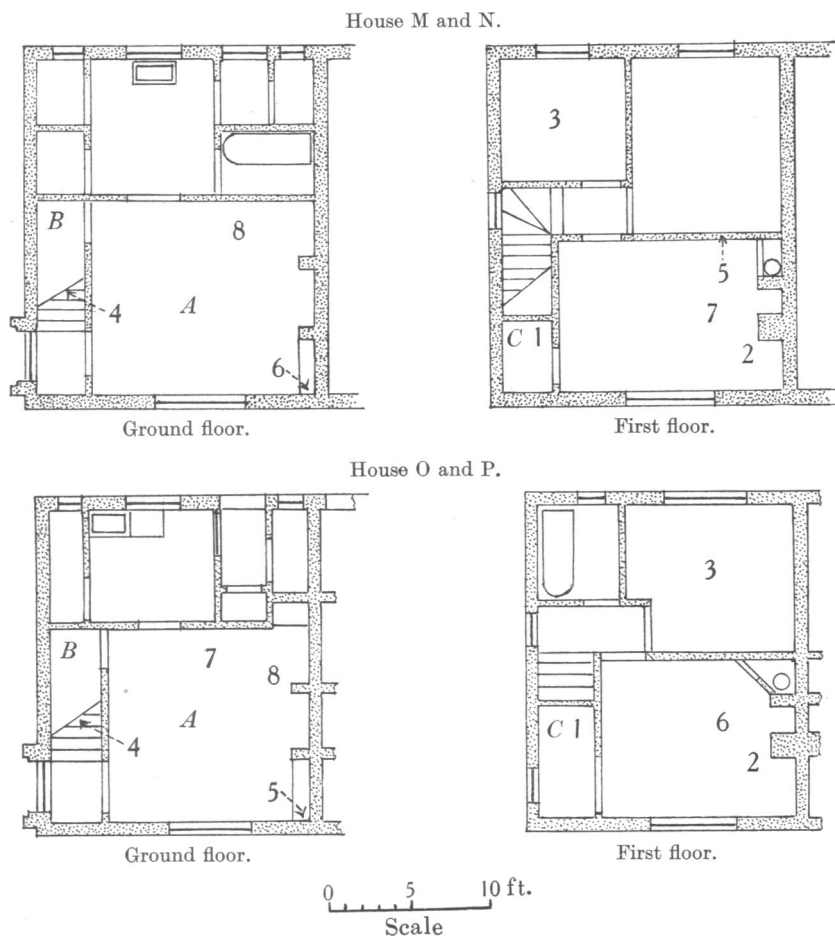 House M and N.
3
B
8
4
A
5
7
6
C 1
2
Ground floor.
First floor.
House O and P.
3
B
7
8
A
4
C 1
6
2
5
Ground floor.
First floor.
0 5 10 ft.
Scale